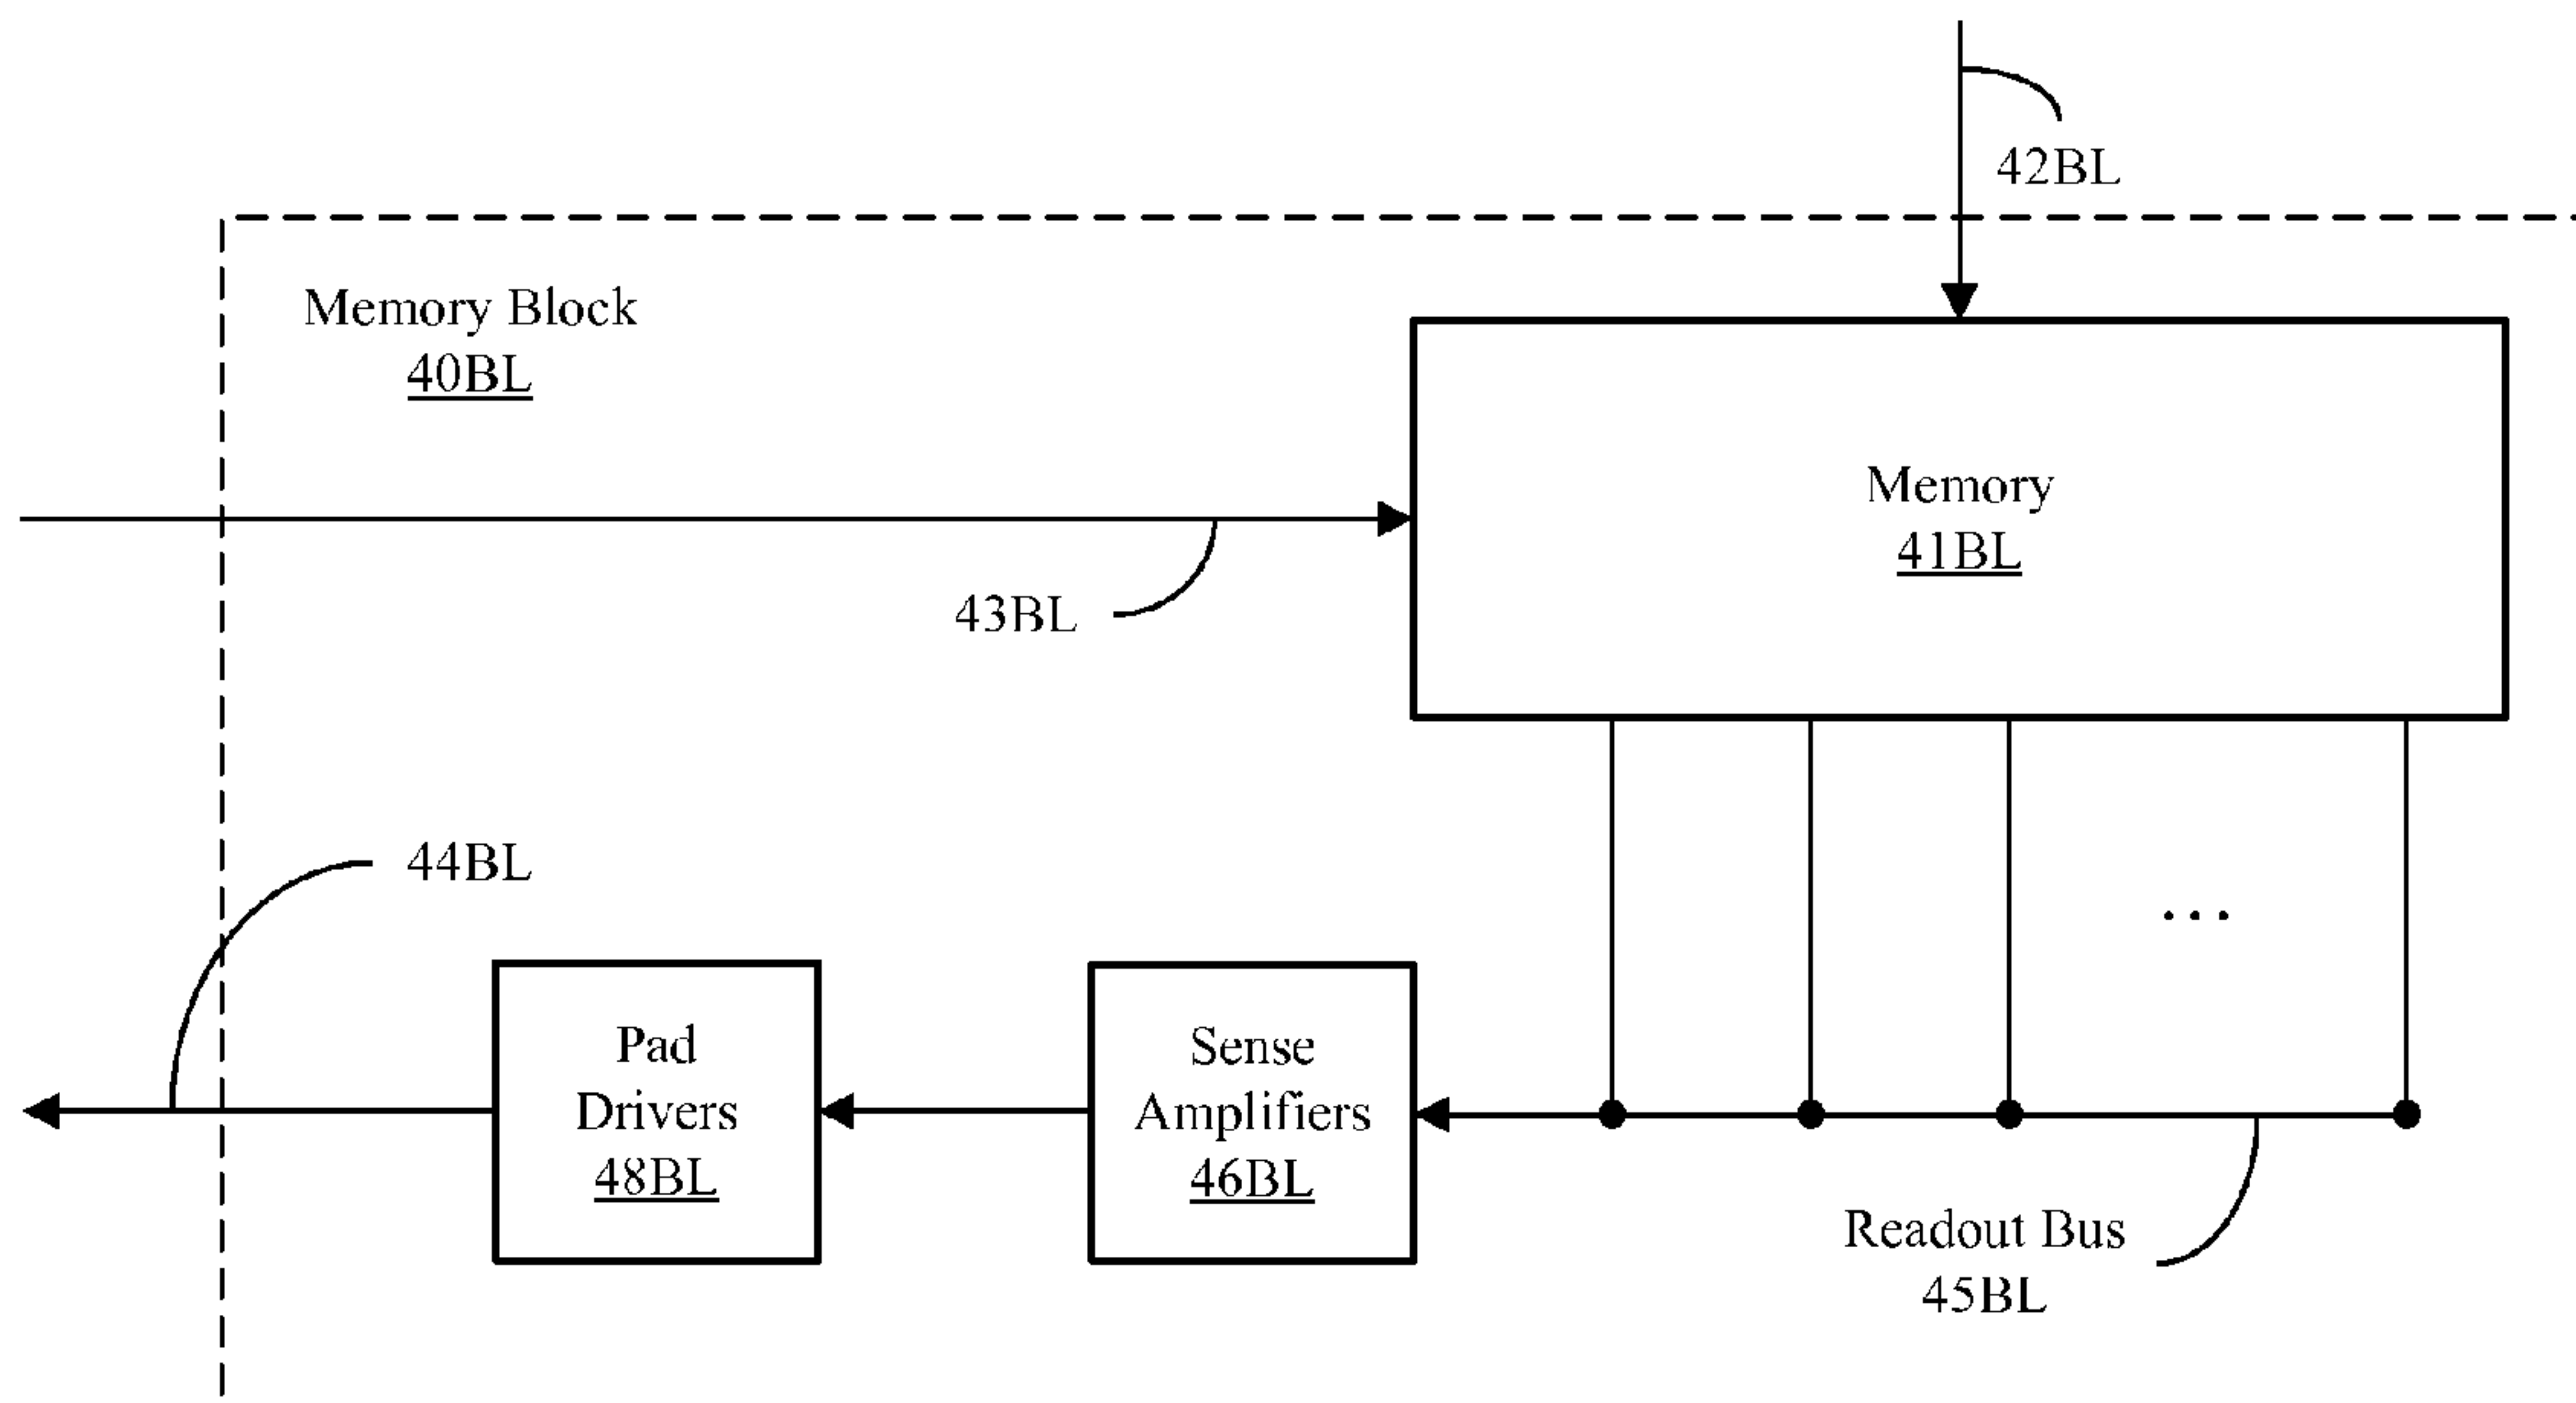 42BL
Memory Block
40BL
Memory
41BL
43BL
44BL
...
Pad
Drivers
48BL
Sense
Amplifiers
46BL
Readout Bus
45BL